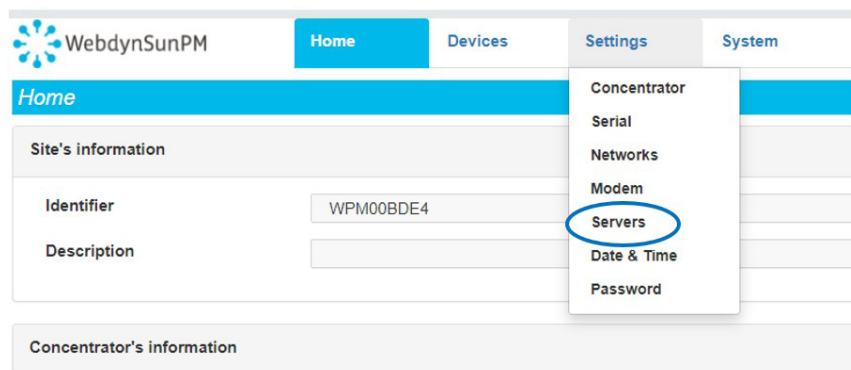 WebdynSunPM
Home Devices Settings System
Home
Concentrator
Serial
Networks
Modem
Servers
Date & Time
Password
Site's information
Identifier WPM00BDE4
Description
Concentrator's information